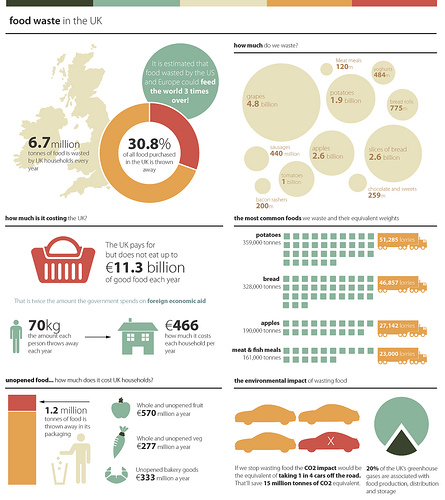 food waste in the UK
It is estimated that
food wasted by the US
and Europe could feed
the world 3 times
over!
6.7 million
tonnes of food is wasted
by UK households every
year
30.8%
of all food purchased
in the UK is thrown
away
how much do we waste?
Meat meals
120m
yoghurts
484m
grapes
4.8 billion
potatoes
1.9 billion
bread rolls
775m
sausages
440 million
apples
2.6 billion
slices of bread
2.6 billion
tomatoes
1 billion
chocolate and sweets
259m
bacon rashers
200m
how much is it costing the UK?
The UK pays for
but does not eat up to
€11.3 billion
of good food each year
That is twice the amount the government spends on foreign economic aid
70kg
the amount each
person throws away
each year
€466
how much it costs
each household per
year
the most common foods we waste and their equivalent weights
potatoes
359,000 tonnes
51,285 lorries
bread
328,000 tonnes
46,857 lorries
apples
190,000 tonnes
27,142 lorries
meat & fish meals
161,000 tonnes
23,000 lorries
unopened food... how much does it cost UK households?
1.2 million
tonnes of food is
thrown away in its
packaging
Whole and unopened fruit
€570 million a year
Whole and unopened veg
€277 million a year
Unopened bakery goods
€333 million a year
the environmental impact of wasting food
X
If we stop wasting food the CO2 impact would be
the equivalent of taking 1 in 4 cars off the road.
That'll save 15 million tonnes of CO2 equivalent.
20% of the UK's greenhouse
gases are associated with
food production, distribution
and storage